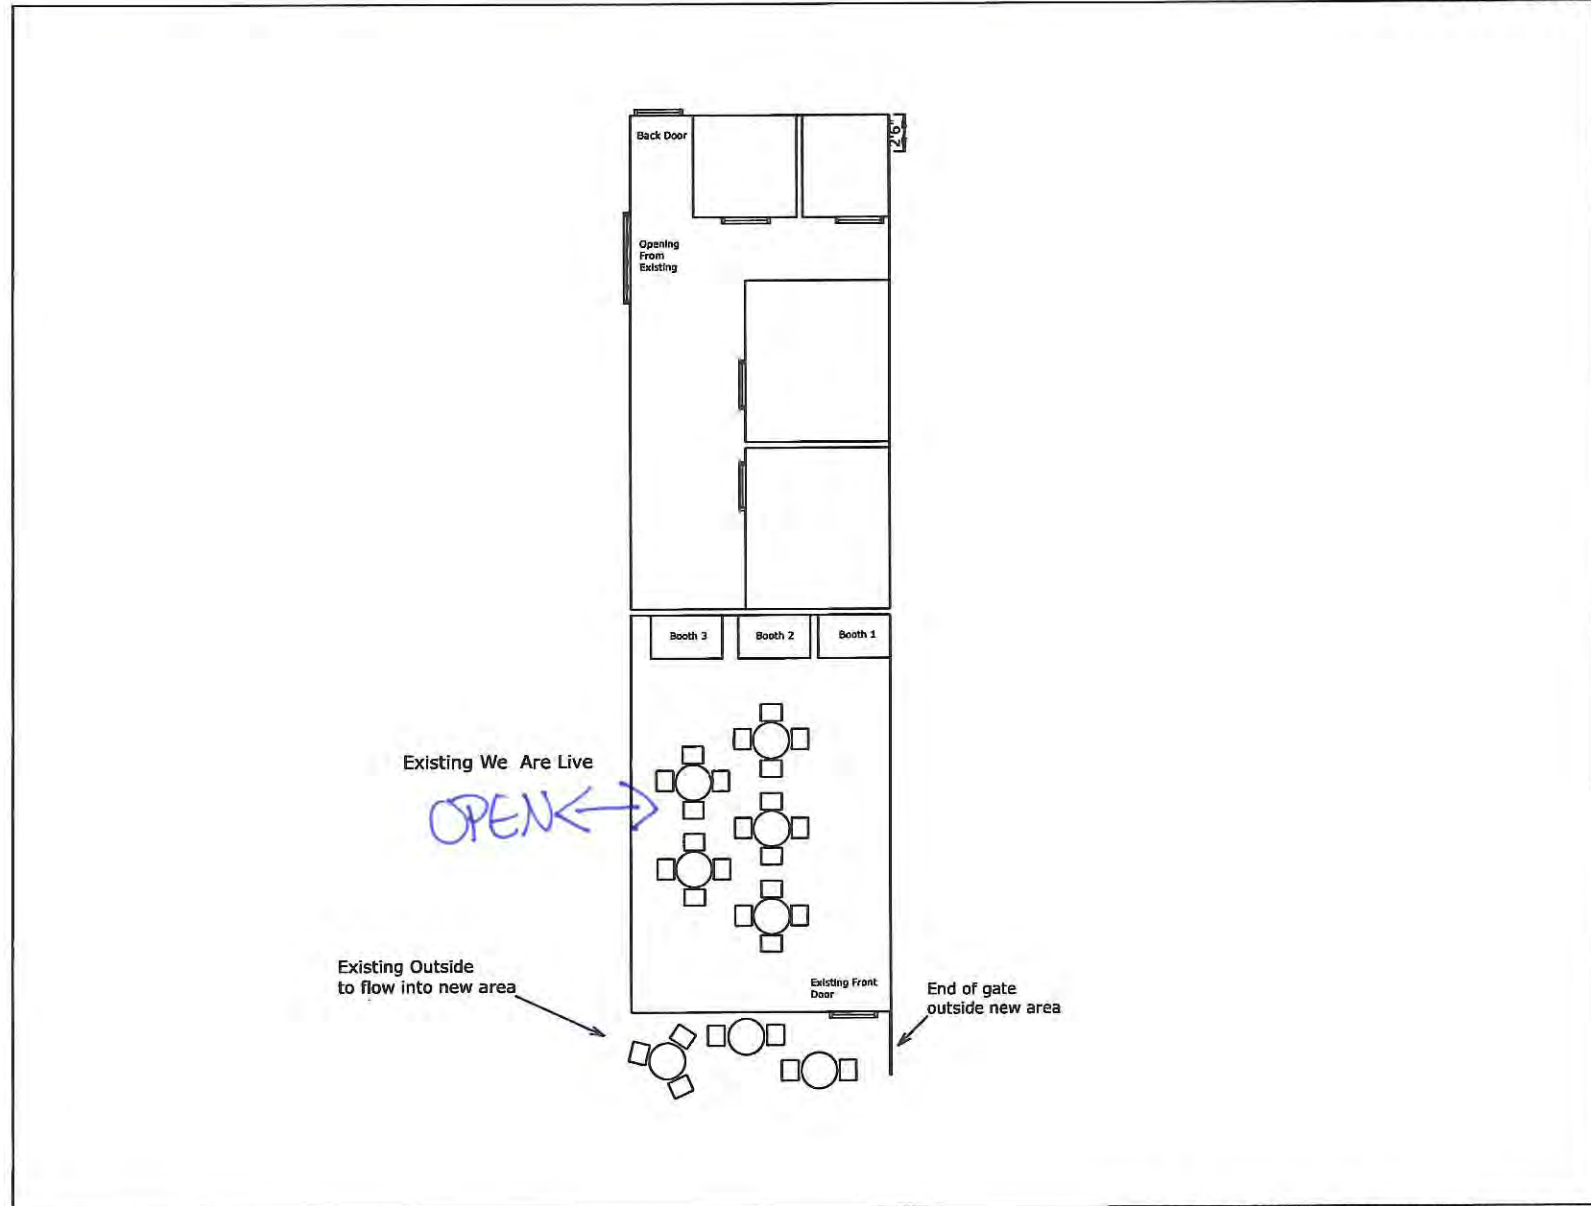 Back Door
2'6"
Opening
From
Existing
Booth 3
Booth 2
Booth 1
Existing We Are Live
OPEN
Existing Outside
to flow into new area
Existing Front
Door
End of gate
outside new area